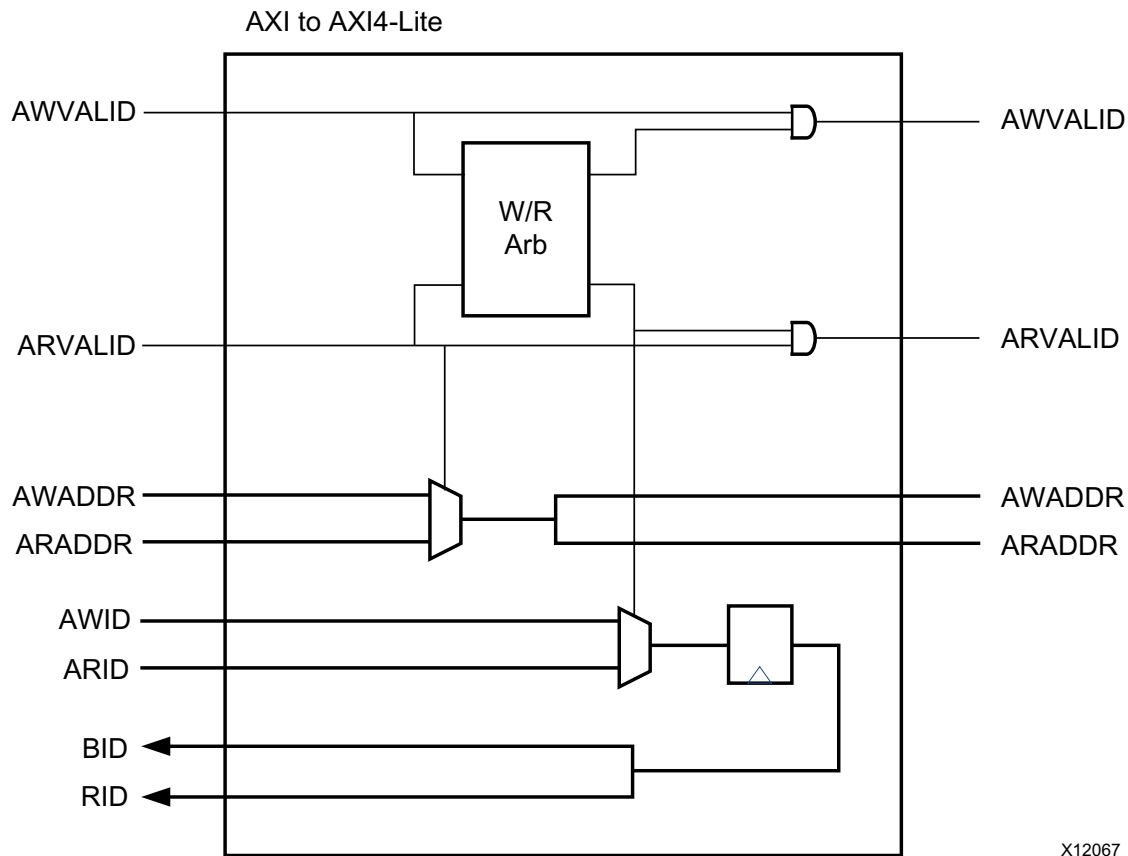 AXI to AXI4-Lite
AWVALID
AWVALID
W/R
Arb
ARVALID
ARVALID
AWADDR
AWADDR
ARADDR
ARADDR
AWID
ARID
BID
RID
X12067